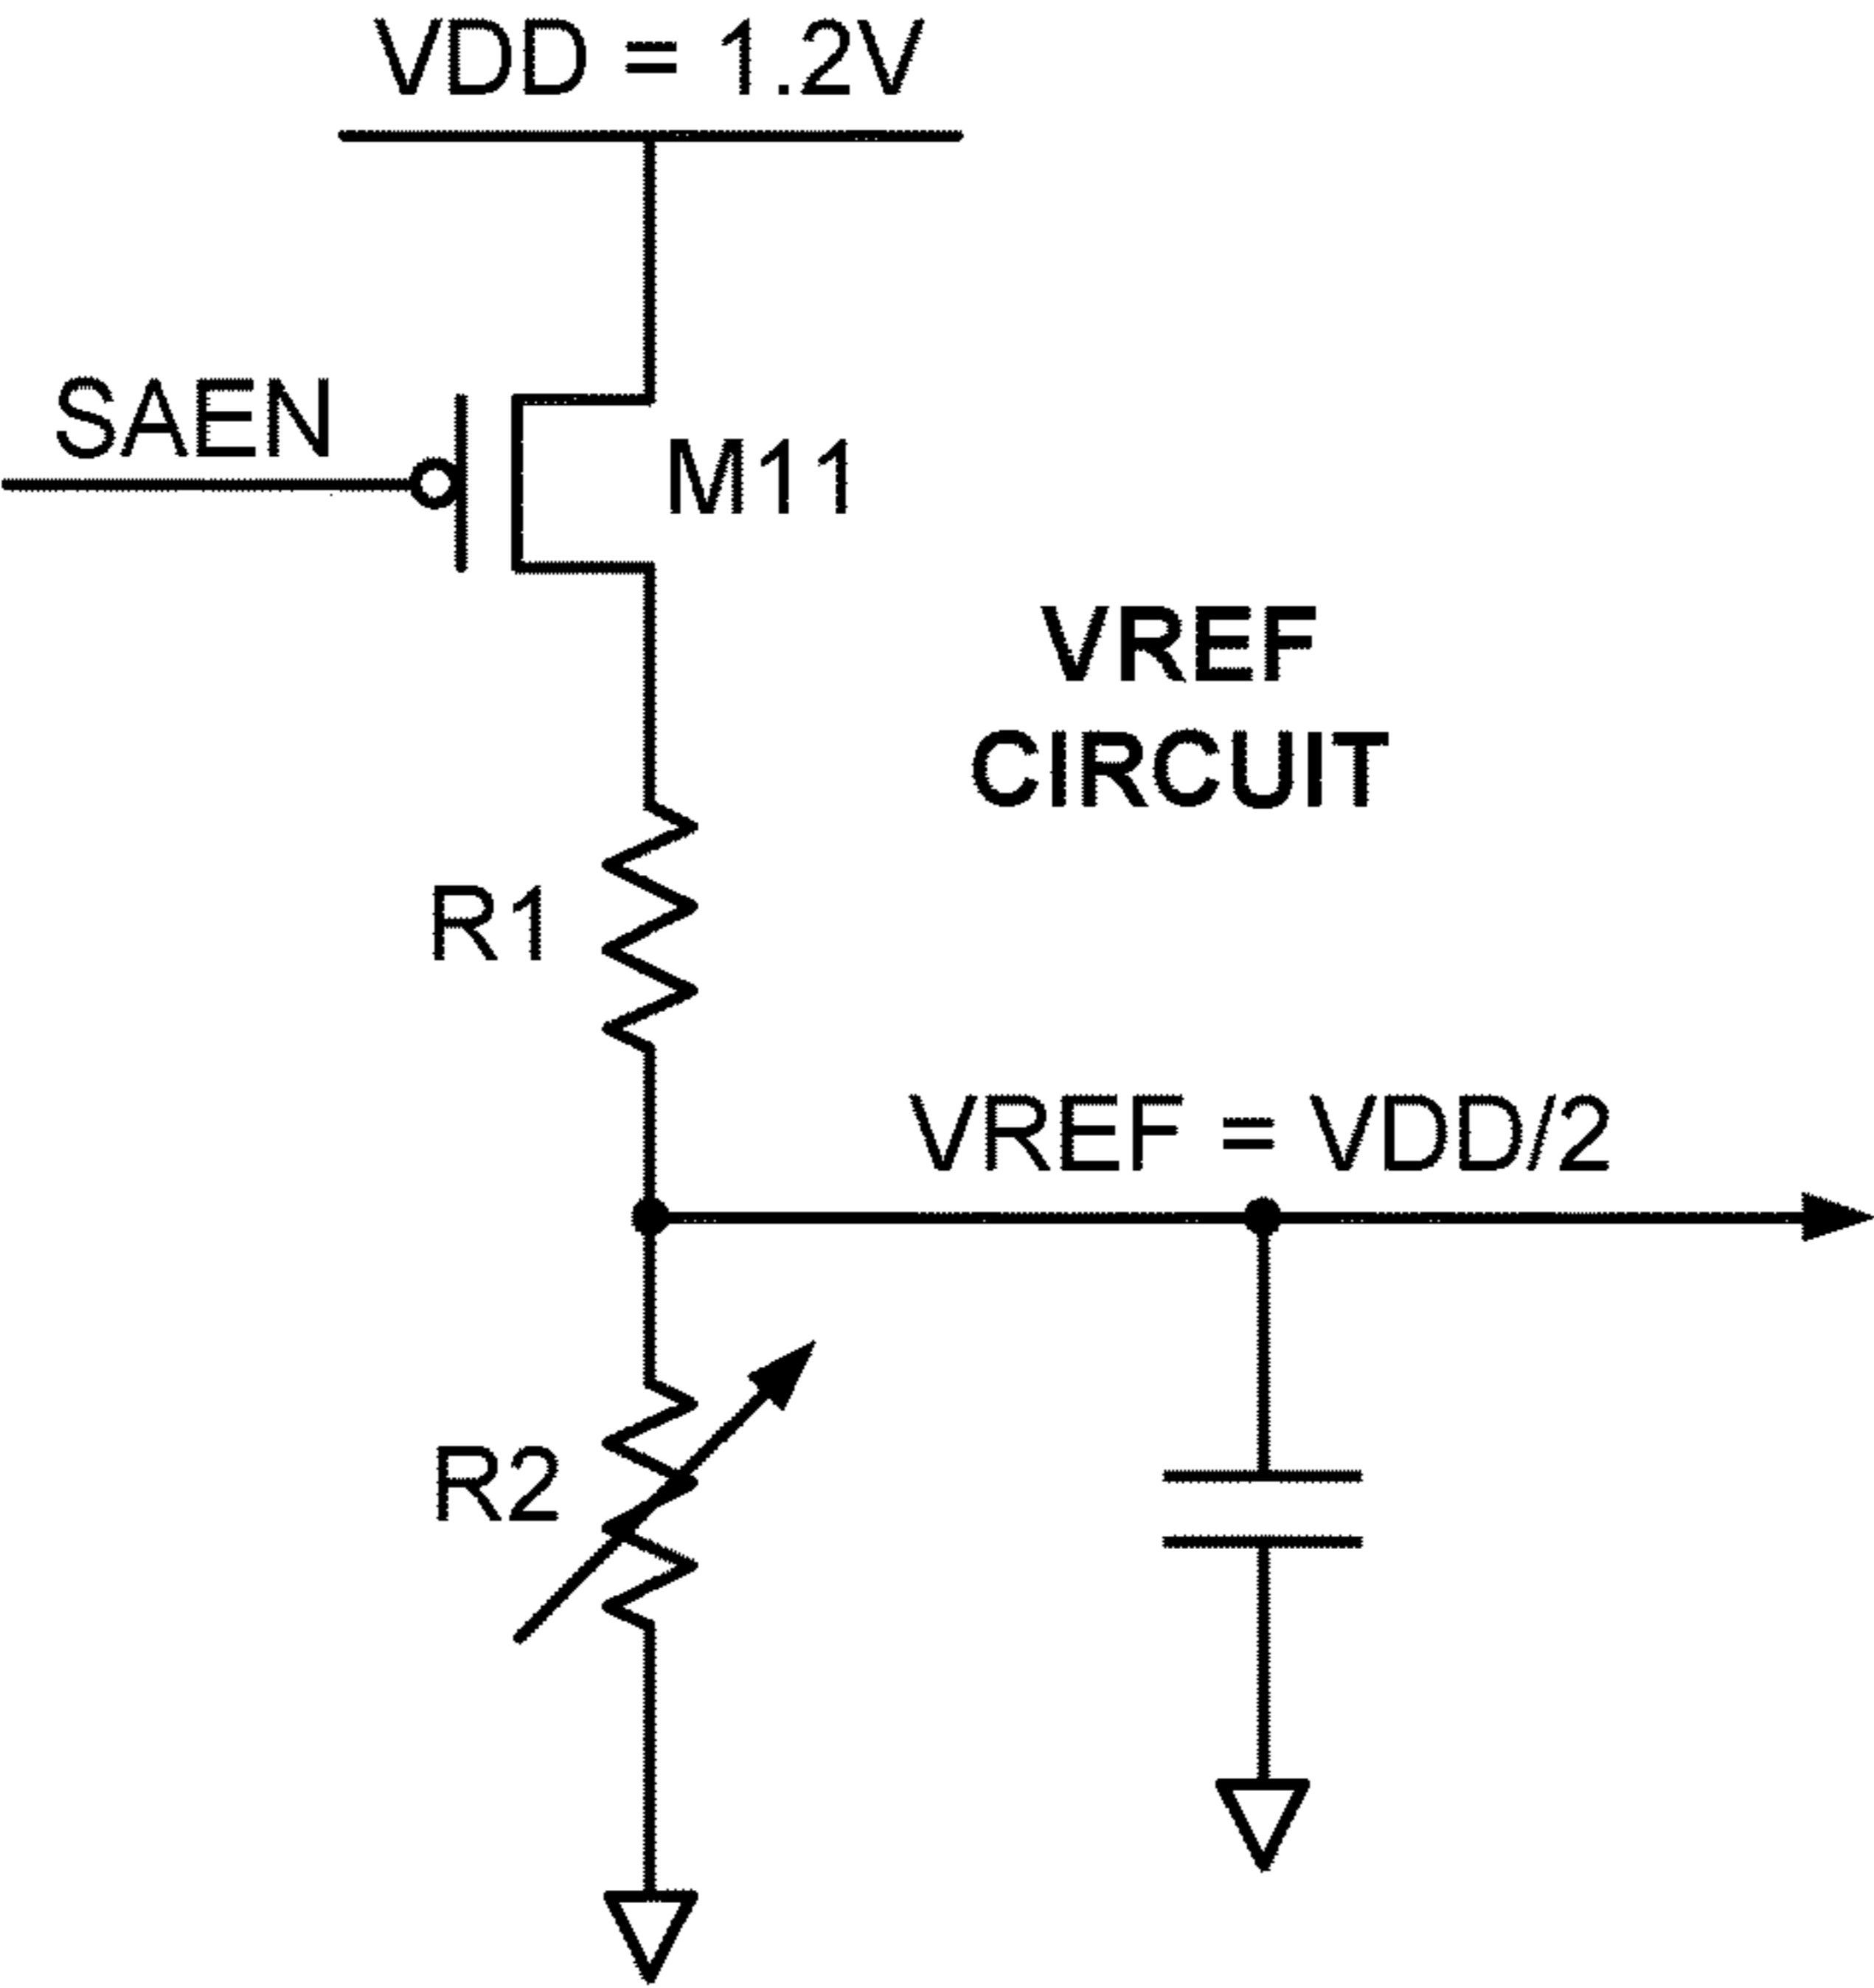 VDD = 1.2V
SAEN
M11
VREF
CIRCUIT
R1
VREF = VDD/2
R2